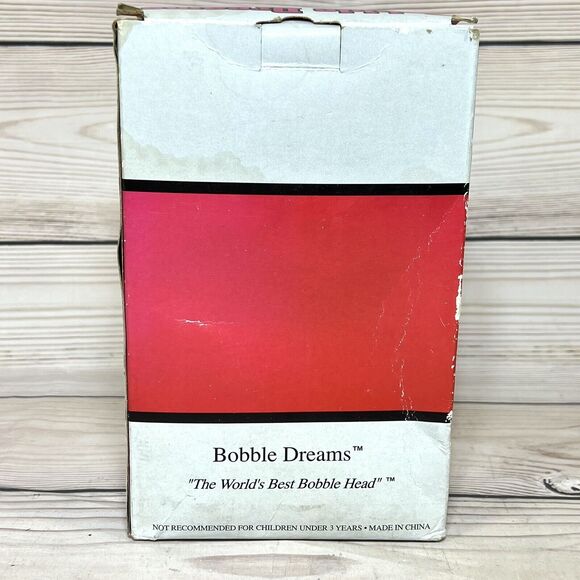 Bobble Dreams™
"The World's Best Bobble Head" ™
NOT RECOMMENDED FOR CHILDREN UNDER 3 YEARS • MADE IN CHINA